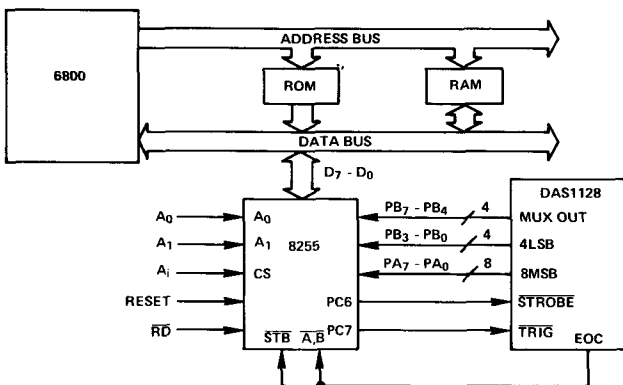 ADDRESS BUS
6800
ROM
RAM
DATA BUS
D7 - D0
DAS1128
A0
A0
PB7 - PB4
4
MUX OUT
A1
A1
8255
PB3 - PB0
4
4LSB
Ai
CS
PA7 - PA0
8
8MSB
RESET
PC6
STROBE
RD
STB
A,B
PC7
TRIG
EOC